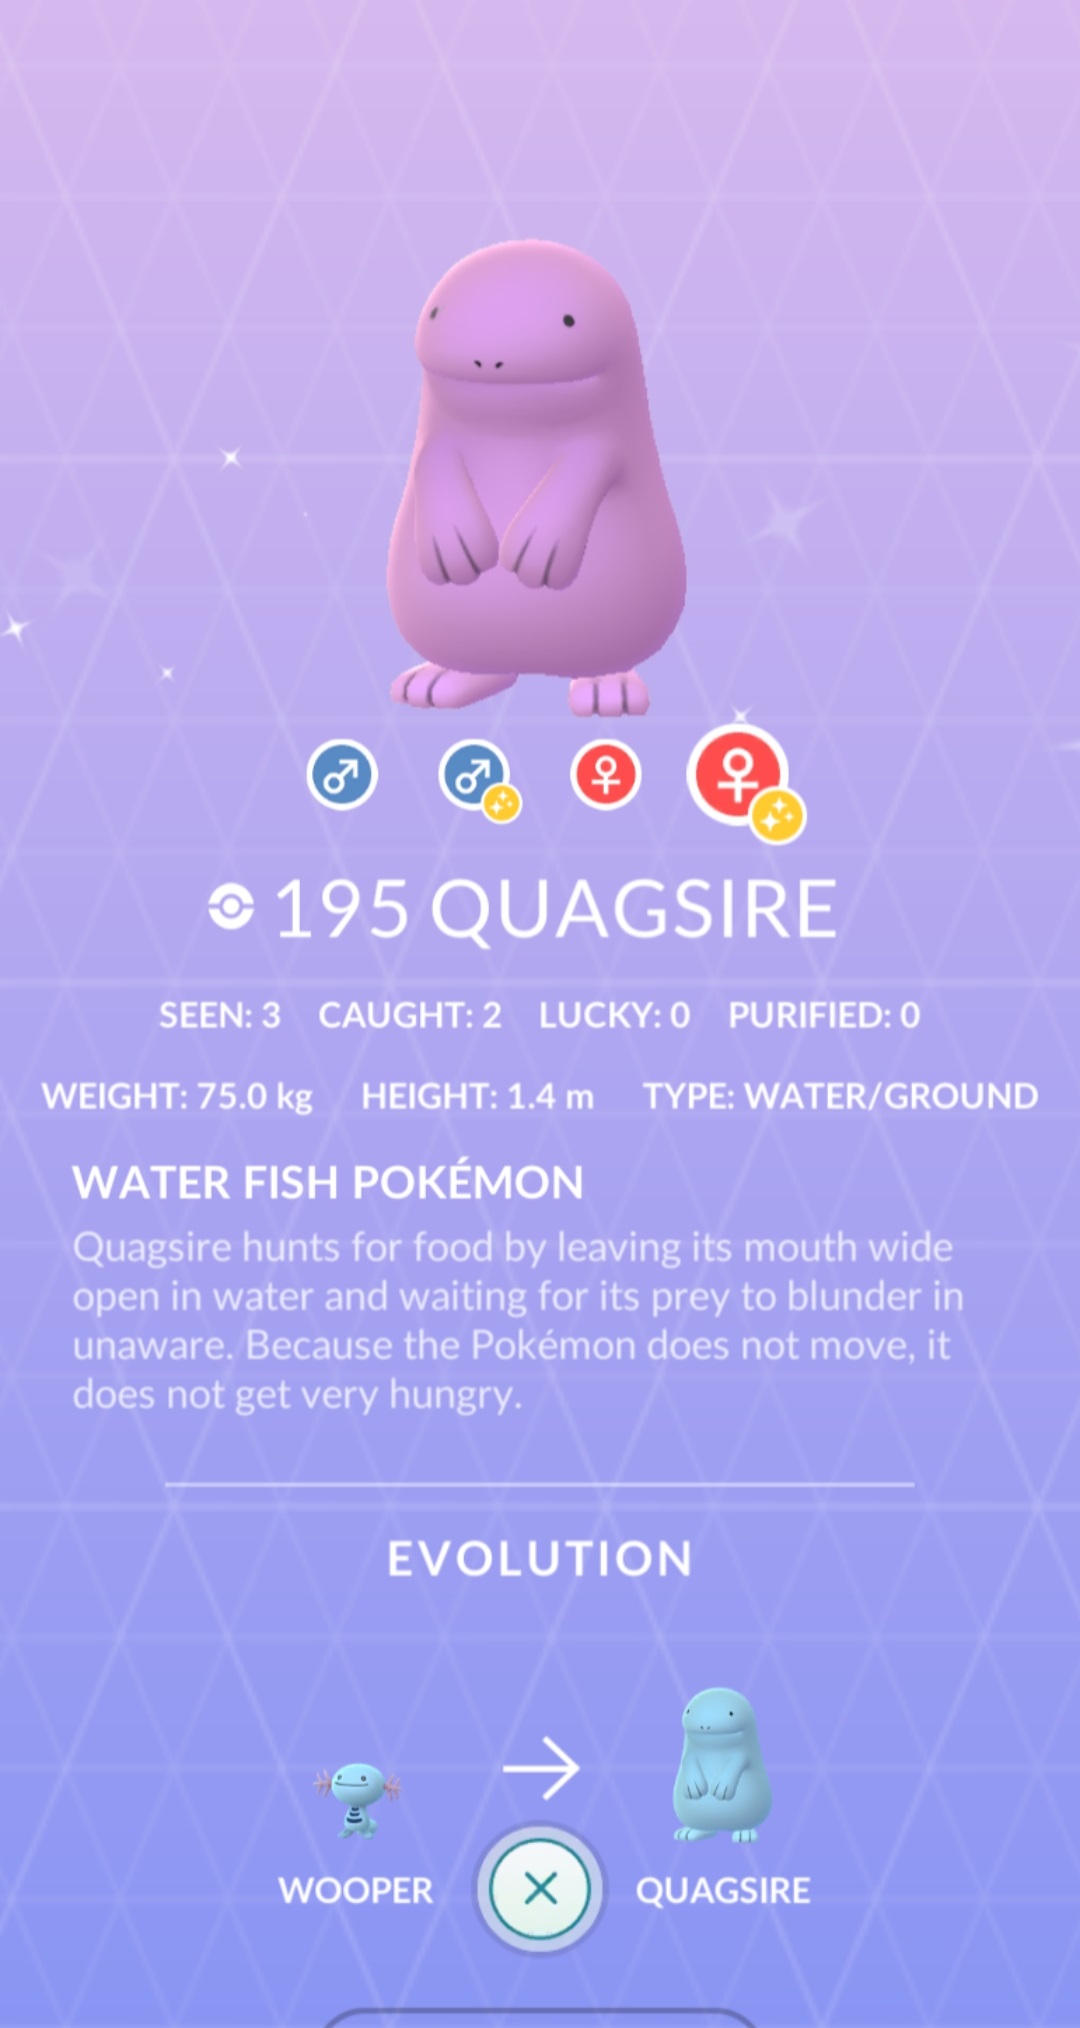 195 QUAGSIRE
SEEN: 3 CAUGHT: 2 LUCKY: 0 PURIFIED: 0
WEIGHT: 75.0 kg HEIGHT: 1.4 m TYPE: WATER/GROUND
WATER FISH POKÉMON
Quagsire hunts for food by leaving its mouth wide
open in water and waiting for its prey to blunder in
unaware. Because the Pokémon does not move, it
does not get very hungry.
EVOLUTION
WOOPER QUAGSIRE